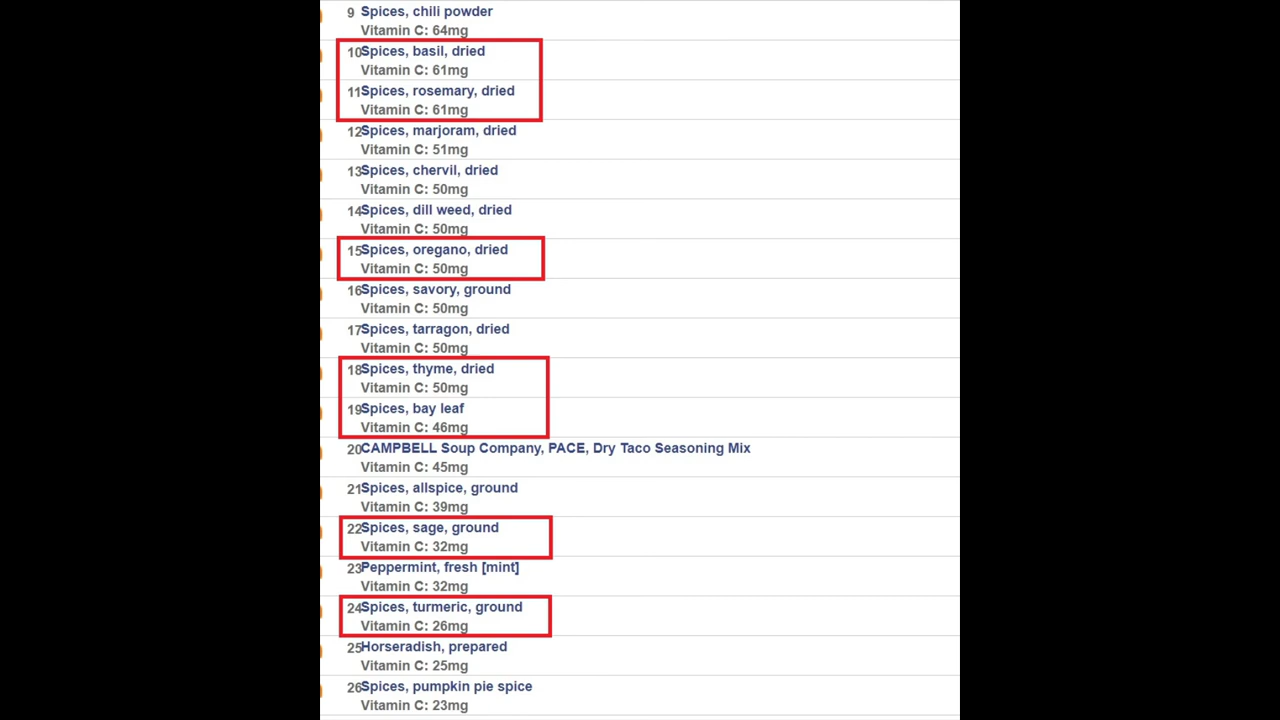 9 Spices, chili powder
Vitamin C: 64mg
10 Spices, basil, dried
Vitamin C: 61mg
11 Spices, rosemary, dried
Vitamin C: 61mg
12 Spices, marjoram, dried
Vitamin C: 51mg
13 Spices, chervil, dried
Vitamin C: 50mg
14 Spices, dill weed, dried
Vitamin C: 50mg
15 Spices, oregano, dried
Vitamin C: 50mg
16 Spices, savory, ground
Vitamin C: 50mg
17 Spices, tarragon, dried
Vitamin C: 50mg
18 Spices, thyme, dried
Vitamin C: 50mg
19 Spices, bay leaf
Vitamin C: 46mg
20 CAMPBELL Soup Company, PACE, Dry Taco Seasoning Mix
Vitamin C: 45mg
21 Spices, allspice, ground
Vitamin C: 39mg
22 Spices, sage, ground
Vitamin C: 32mg
23 Peppermint, fresh [mint]
Vitamin C: 32mg
24 Spices, turmeric, ground
Vitamin C: 26mg
25 Horseradish, prepared
Vitamin C: 25mg
26 Spices, pumpkin pie spice
Vitamin C: 23mg